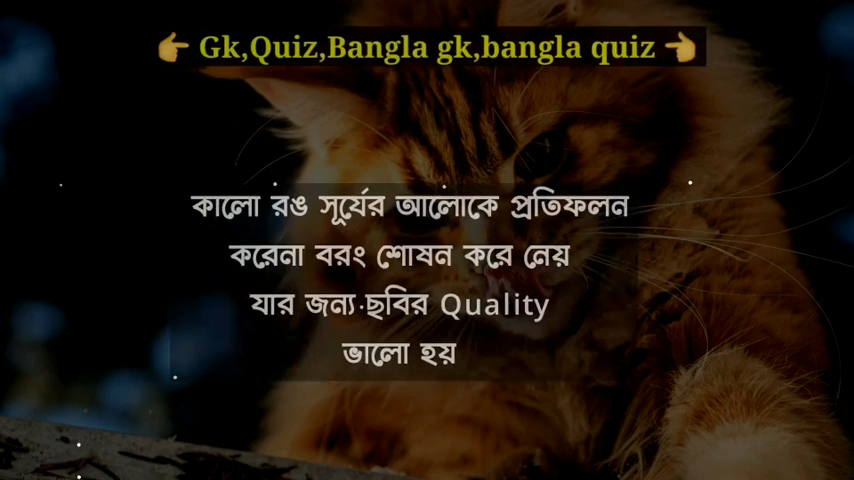 👉 Gk,Quiz,Bangla gk,bangla quiz 👈
কালো রঙ সূর্যের আলোকে প্রতিফলন
করেনা বরং শোষন করে নেয়
যার জন্য ছবির Quality
ভালো হয়